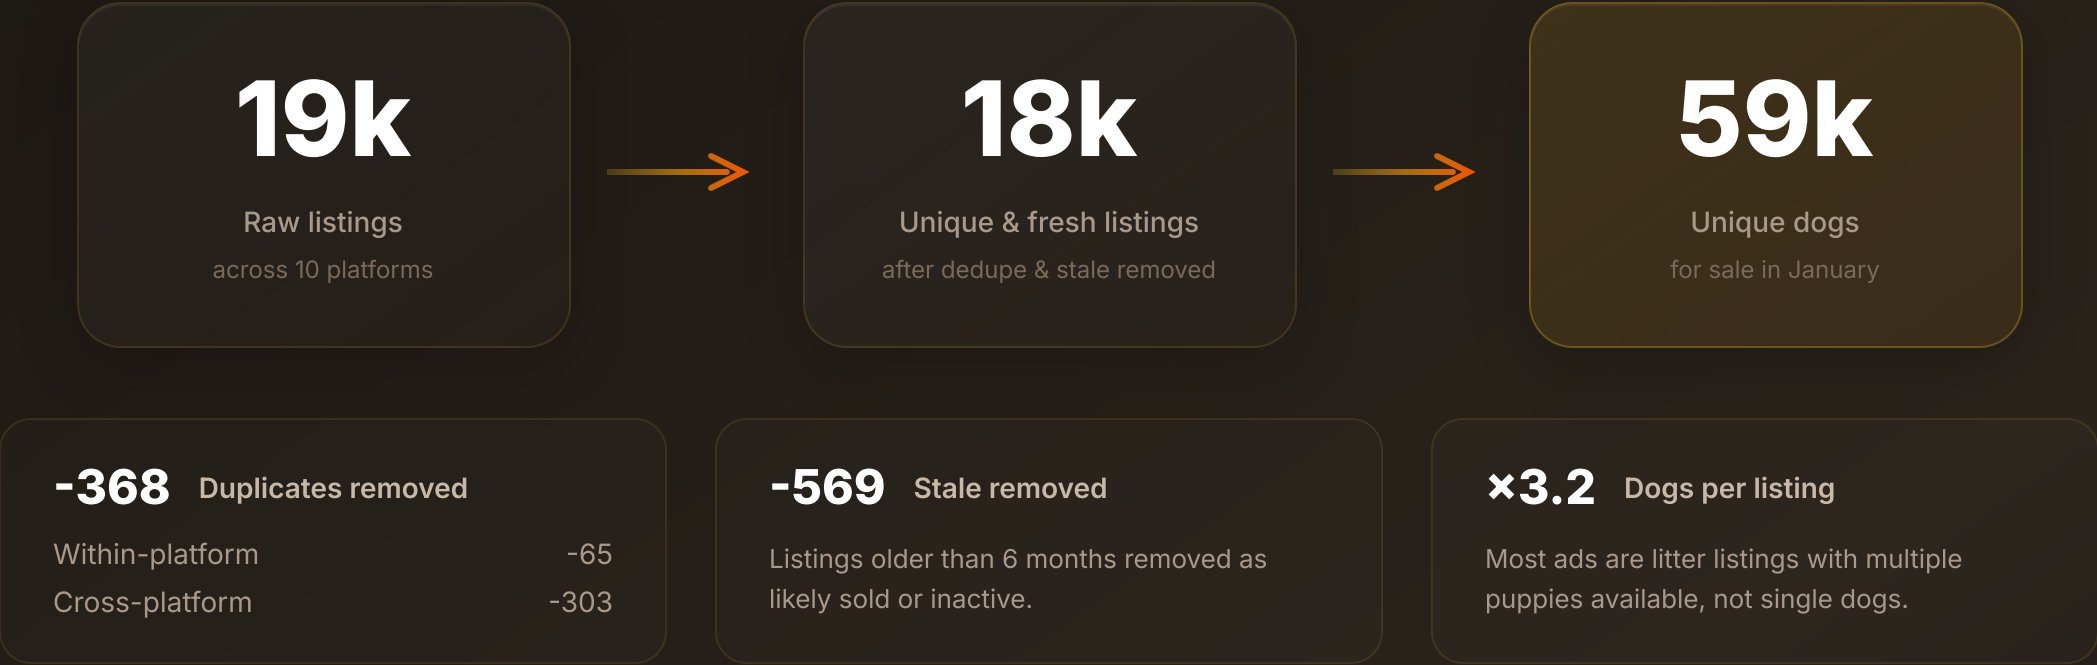 19k
Raw listings
across 10 platforms
18k
Unique & fresh listings
after dedupe & stale removed
59k
Unique dogs
for sale in January
-368 Duplicates removed
Within-platform -65
Cross-platform -303
-569 Stale removed
Listings older than 6 months removed as
likely sold or inactive.
×3.2 Dogs per listing
Most ads are litter listings with multiple
puppies available, not single dogs.